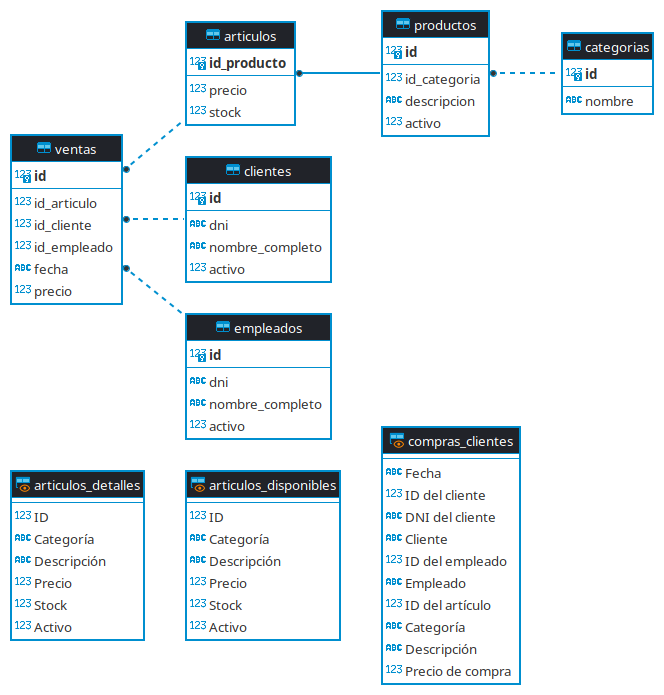 articulos
123 id_producto
123 precio
123 stock
productos
123 id
123 id_categoria
ABC descripcion
123 activo
categorias
123 id
ABC nombre
ventas
123 id
123 id_articulo
123 id_cliente
123 id_empleado
ABC fecha
123 precio
clientes
123 id
ABC dni
ABC nombre_completo
123 activo
empleados
123 id
ABC dni
ABC nombre_completo
123 activo
articulos_detalles
123 ID
ABC Categoría
ABC Descripción
123 Precio
123 Stock
123 Activo
articulos_disponibles
123 ID
ABC Categoría
ABC Descripción
123 Precio
123 Stock
123 Activo
compras_clientes
ABC Fecha
123 ID del cliente
ABC DNI del cliente
ABC Cliente
123 ID del empleado
ABC Empleado
123 ID del artículo
ABC Categoría
ABC Descripción
123 Precio de compra